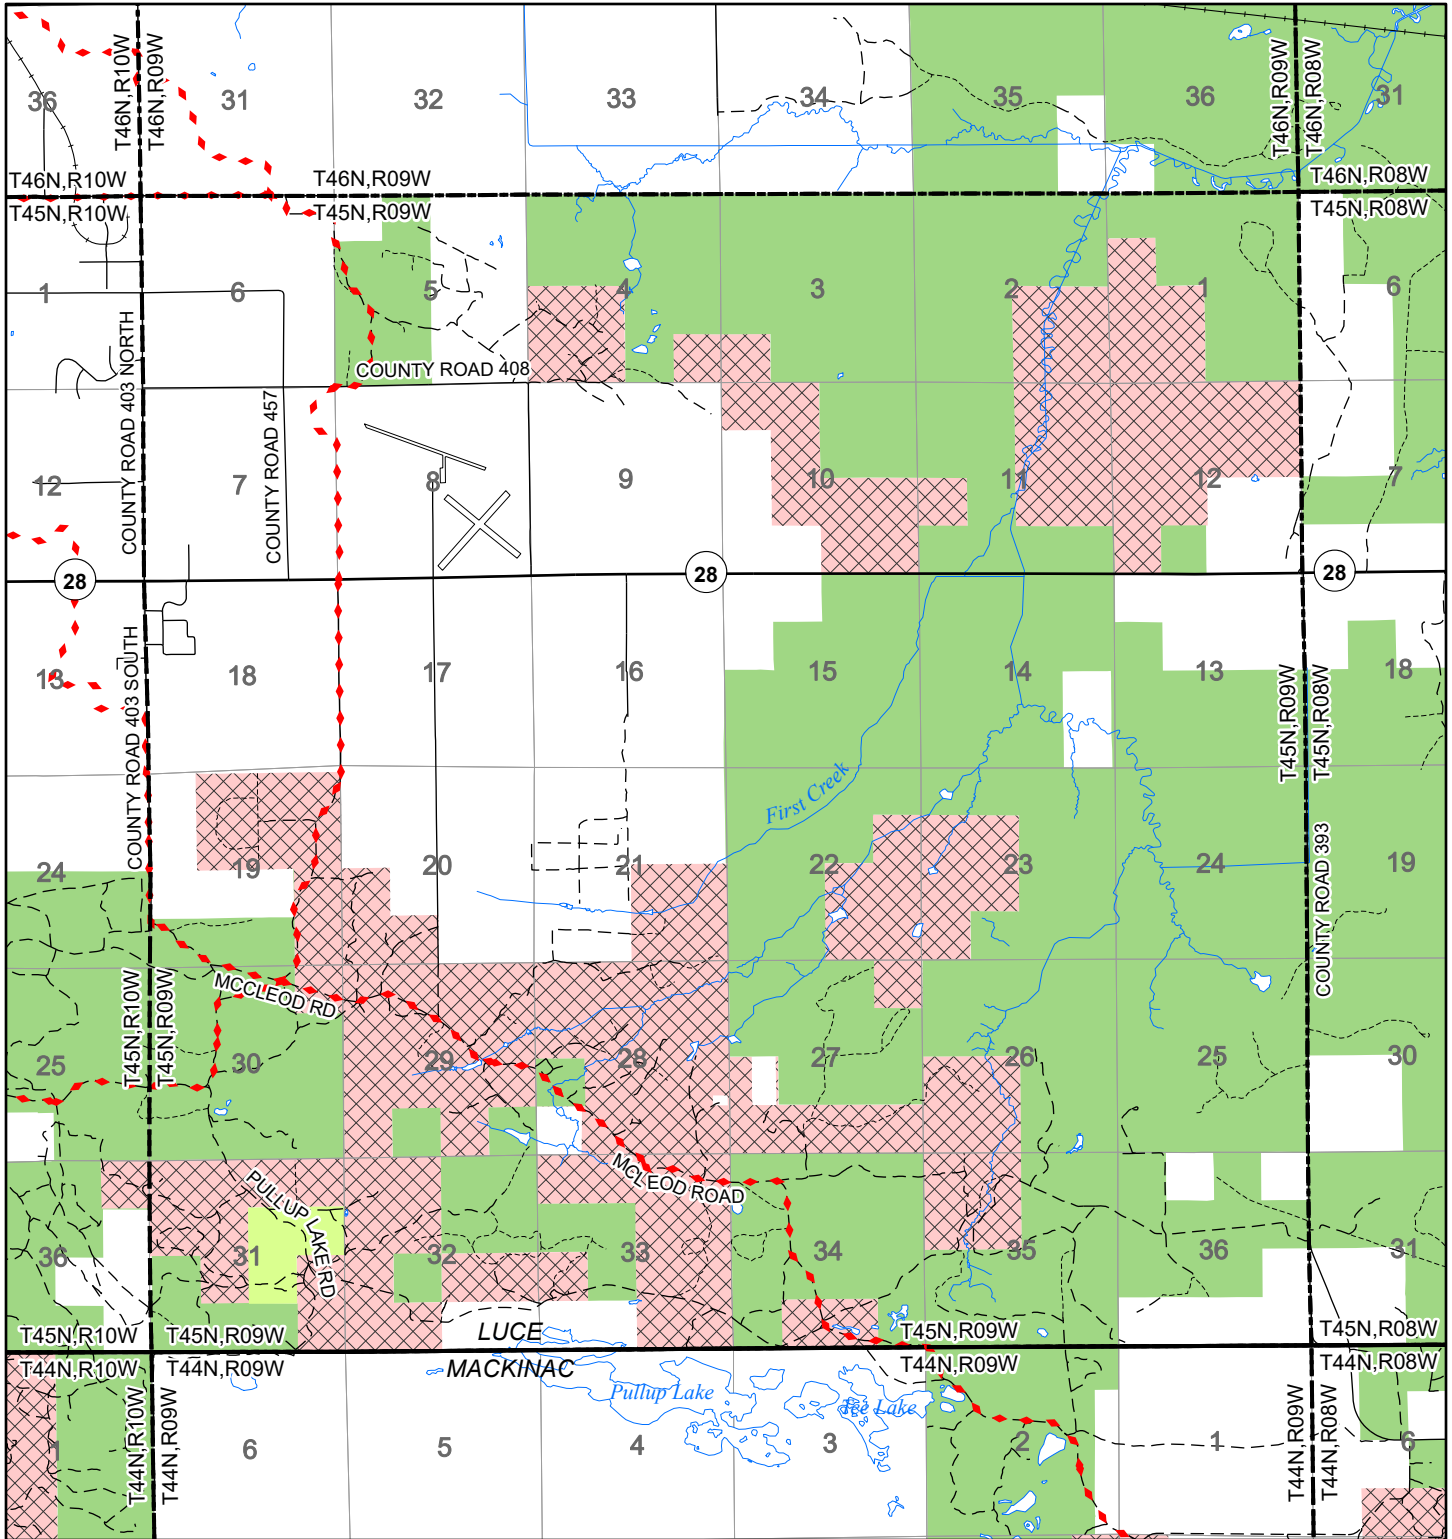 36
T46N,R10W
T46N,R09W
31
32
33
34
35
36
T46N,R09W
T46N,R08W
31
T46N,R10W
T46N,R09W
T46N,R08W
T45N,R10W
T45N,R09W
T45N,R08W
1
6
5
4
3
2
1
6
COUNTY ROAD 403 NORTH
COUNTY ROAD 408
COUNTY ROAD 457
12
7
8
9
10
11
12
7
28
28
28
13
18
17
16
15
14
13
18
COUNTY ROAD 403 SOUTH
T45N,R09W
T45N,R08W
First Creek
24
19
20
21
22
23
24
19
COUNTY ROAD 393
MCCLEOD RD
T45N,R10W
T45N,R09W
25
30
29
28
27
26
25
30
MCLEOD ROAD
PULLUP LAKE RD
36
31
32
33
34
35
36
31
T45N,R10W
T45N,R09W
LUCE
T45N,R09W
T45N,R08W
T44N,R10W
T44N,R09W
MACKINAC
T44N,R09W
T44N,R08W
Pullup Lake
Tee Lake
T44N,R10W
T44N,R09W
1
6
5
4
3
2
1
T44N,R09W
T44N,R08W
6